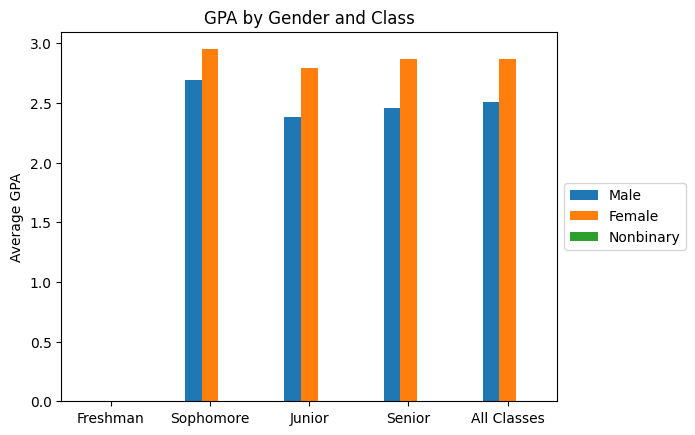 GPA by Gender and Class
Average GPA
3.0
2.5
2.0
1.5
1.0
0.5
0.0
Freshman Sophomore Junior Senior All Classes
Male
Female
Nonbinary